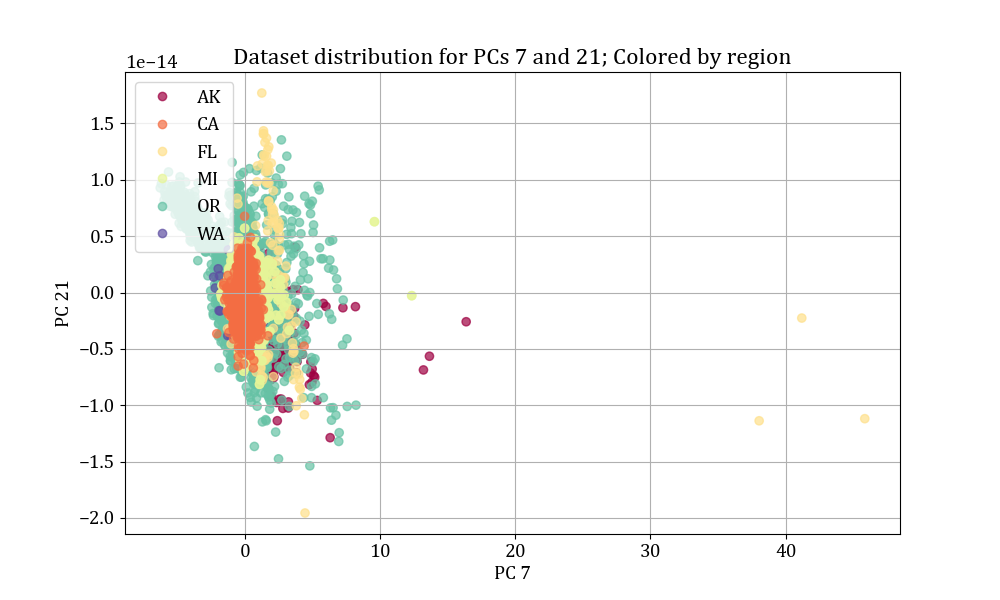 Dataset distribution for PCs 7 and 21; Colored by region
1e−14
AK
CA
FL
MI
OR
WA
1.5
1.0
0.5
0.0
−0.5
−1.0
−1.5
−2.0
PC 21
0
10
20
30
40
PC 7